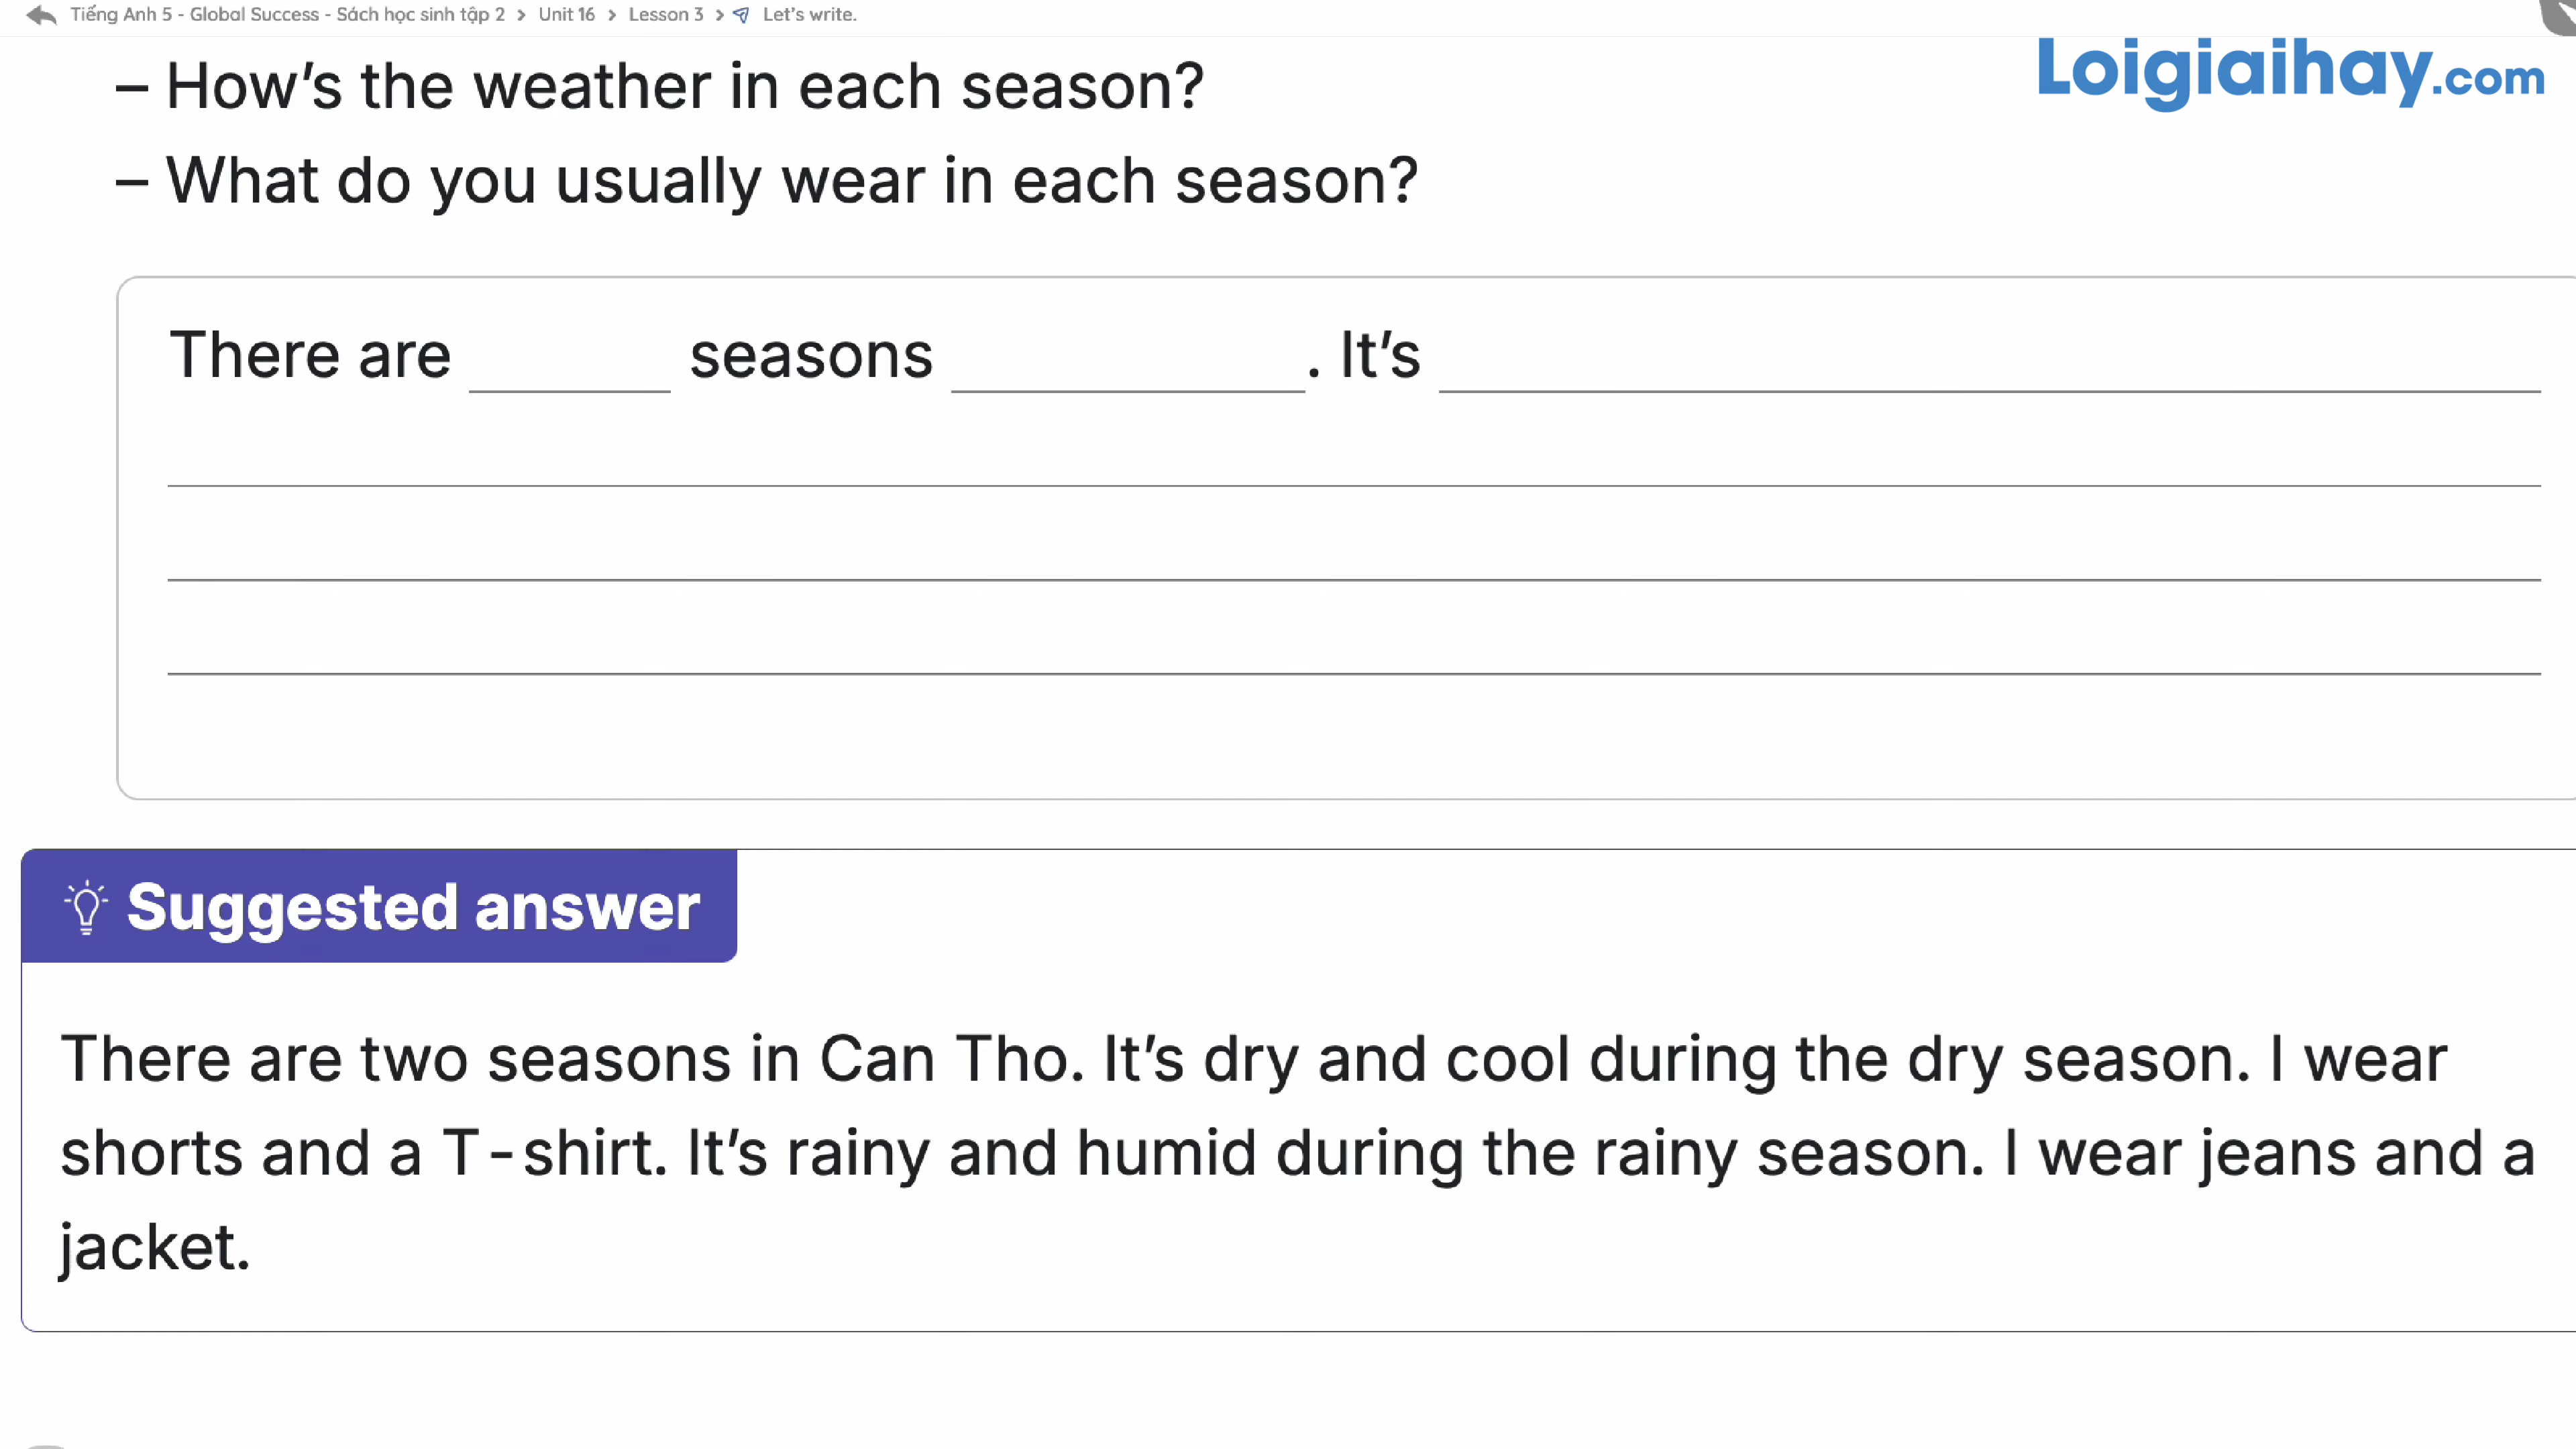 Tiếng Anh 5 - Global Success - Sách học sinh tập 2 > Unit 16 > Lesson 3 > Let's write.
Loigiaihay.com
– How's the weather in each season?
– What do you usually wear in each season?
There are ______ seasons ______. It's ______
Suggested answer
There are two seasons in Can Tho. It's dry and cool during the dry season. I wear
shorts and a T-shirt. It's rainy and humid during the rainy season. I wear jeans and a
jacket.